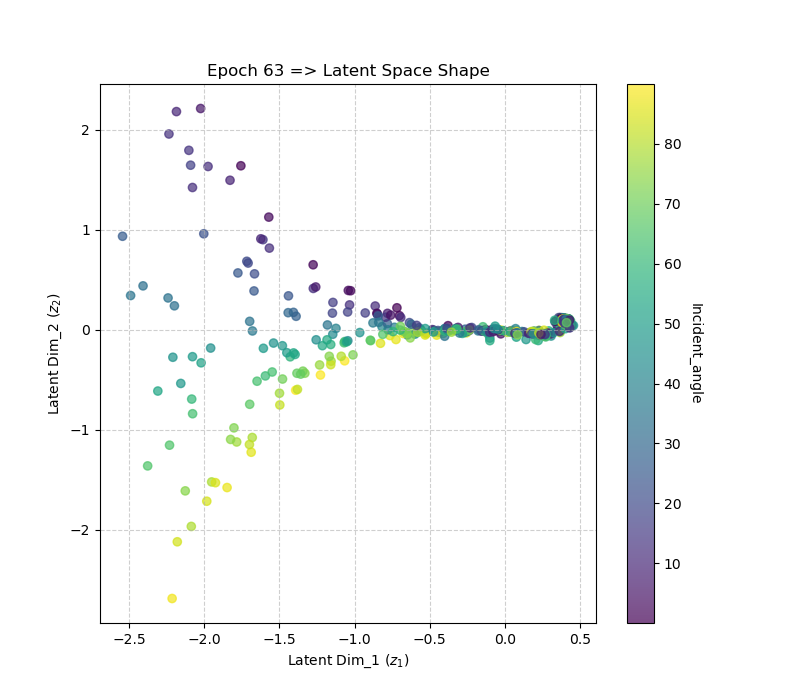 Epoch 63 => Latent Space Shape
2
1
0
−1
−2
Latent Dim_2 (z₂)
−2.5 −2.0 −1.5 −1.0 −0.5 0.0 0.5
Latent Dim_1 (z₁)
80
70
60
50
40
30
20
10
Incident_angle